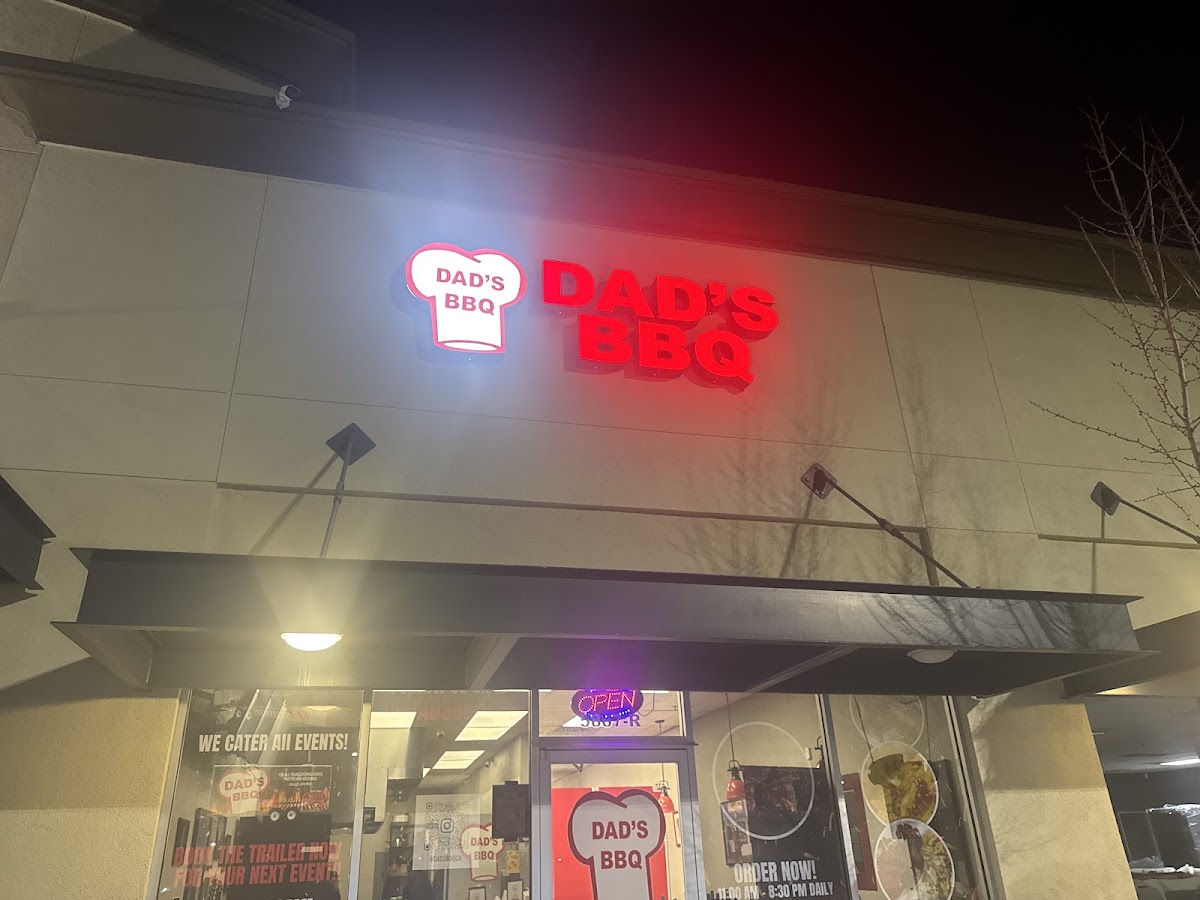 DAD'S
BBQ
DAD'S
BBQ
OPEN
WE CATER All EVENTS!
DAD'S
BBQ
BOOK THE TRAILER NOW
FOR YOUR NEXT EVENT!
DAD'S
DAD'S
BBQ
ORDER NOW!
11:00 AM - 8:30 PM DAILY